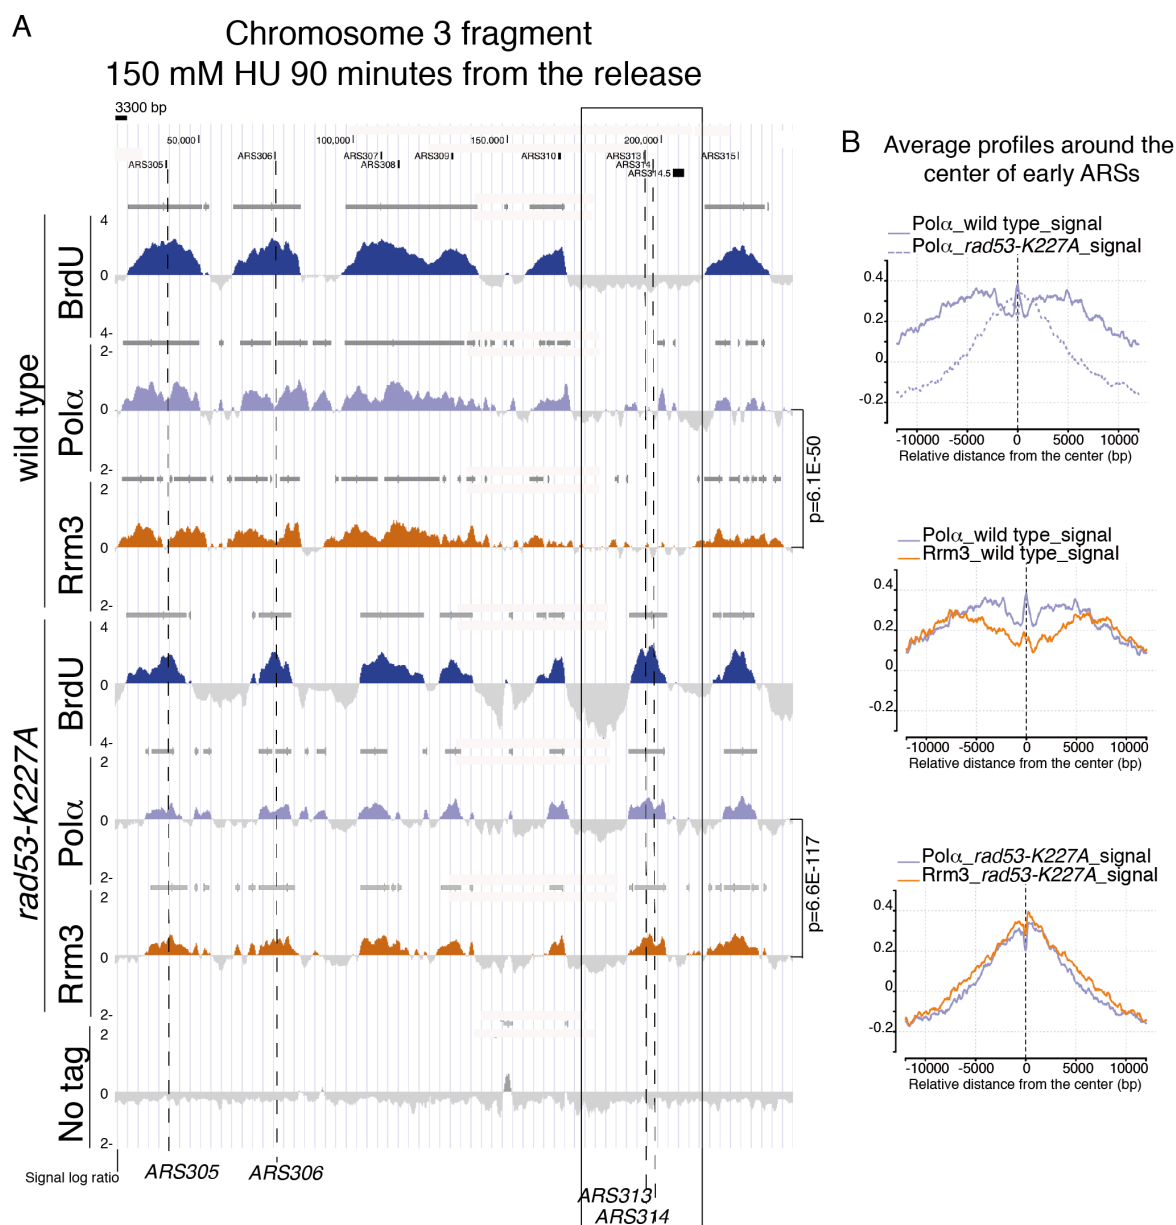 A
Chromosome 3 fragment
150 mM HU 90 minutes from the release
3300 bp
50,000
100,000
150,000
200,000
ARS305
ARS306
ARS307
ARS308
ARS309
ARS310
ARS313
ARS314
ARS314.5
ARS315
wild type
BrdU
4
0
4-
Polα
2-
0
2-
Rrm3
2
0
2-
p=6.1E-50
rad53-K227A
BrdU
4
0
4-
Polα
2
0
2-
Rrm3
2
0
2-
p=6.6E-117
No tag
2
0
2-
Signal log ratio
ARS305
ARS306
ARS313
ARS314
B
Average profiles around the
center of early ARSs
Polα_wild type_signal
Polα_rad53-K227A_signal
0.4
0.2
0
-0.2
-10000 -5000 0 5000 10000
Relative distance from the center (bp)
Polα_wild type_signal
Rrm3_wild type_signal
0.4
0.2
0
-0.2
-10000 -5000 0 5000 10000
Relative distance from the center (bp)
Polα_rad53-K227A_signal
Rrm3_rad53-K227A_signal
0.4
0.2
0
-0.2
-10000 -5000 0 5000 10000
Relative distance from the center (bp)